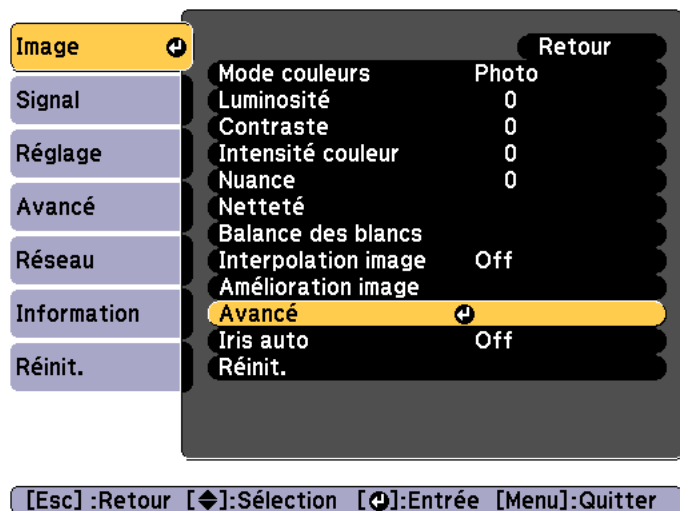 Image
Signal
Réglage
Avancé
Réseau
Information
Réinit.
Retour
Mode couleurs Photo
Luminosité 0
Contraste 0
Intensité couleur 0
Nuance 0
Netteté
Balance des blancs
Interpolation image Off
Amélioration image
Avancé
Iris auto Off
Réinit.
[Esc] :Retour [◆]:Sélection [↵]:Entrée [Menu]:Quitter